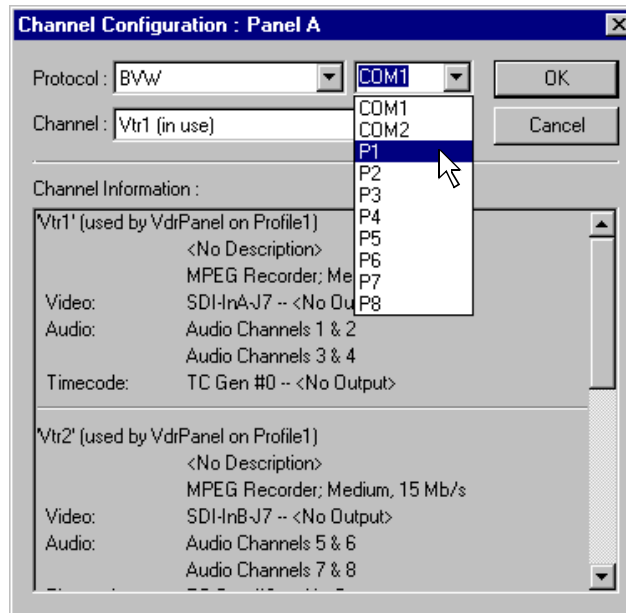 Channel Configuration : Panel A
Protocol : BVW COM1 OK
Channel : Vtr1 (in use) Cancel
COM1
COM2
P1
P2
P3
P4
P5
P6
P7
P8
Channel Information :
'Vtr1' (used by VdrPanel on Profile1)
<No Description>
MPEG Recorder; Me
Video: SDI-InA-J7 -- <No Ou
Audio: Audio Channels 1 & 2
Audio Channels 3 & 4
Timecode: TC Gen #0 -- <No Output>
'Vtr2' (used by VdrPanel on Profile1)
<No Description>
MPEG Recorder; Medium, 15 Mb/s
Video: SDI-InB-J7 -- <No Output>
Audio: Audio Channels 5 & 6
Audio Channels 7 & 8